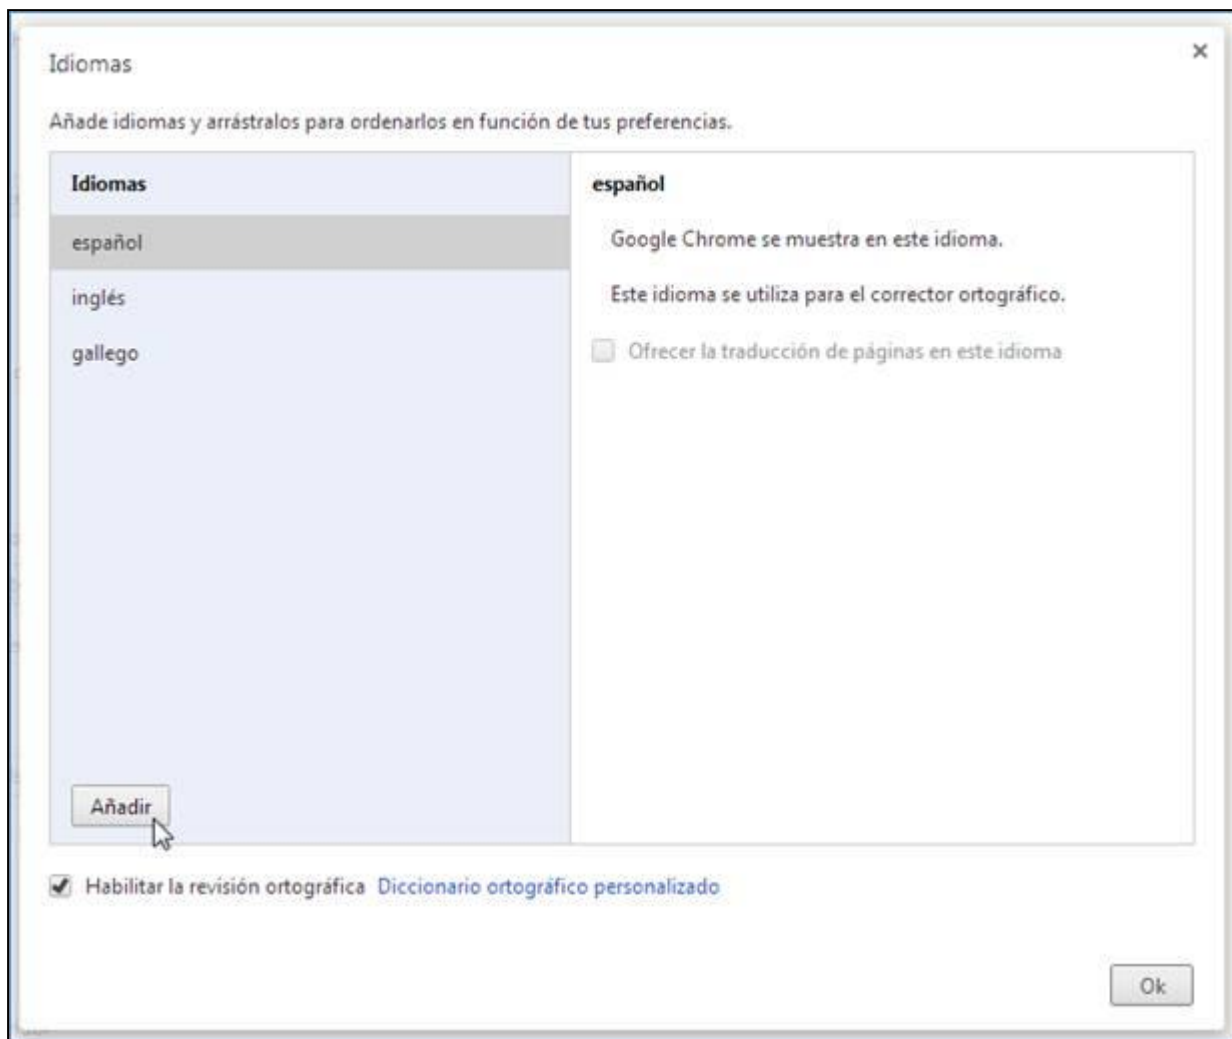 Idiomas
Añade idiomas y arrástralos para ordenarlos en función de tus preferencias.
Idiomas
español
inglés
gallego
Añadir
español
Google Chrome se muestra en este idioma.
Este idioma se utiliza para el corrector ortográfico.
Ofrecer la traducción de páginas en este idioma
Habilitar la revisión ortográfica Diccionario ortográfico personalizado
Ok